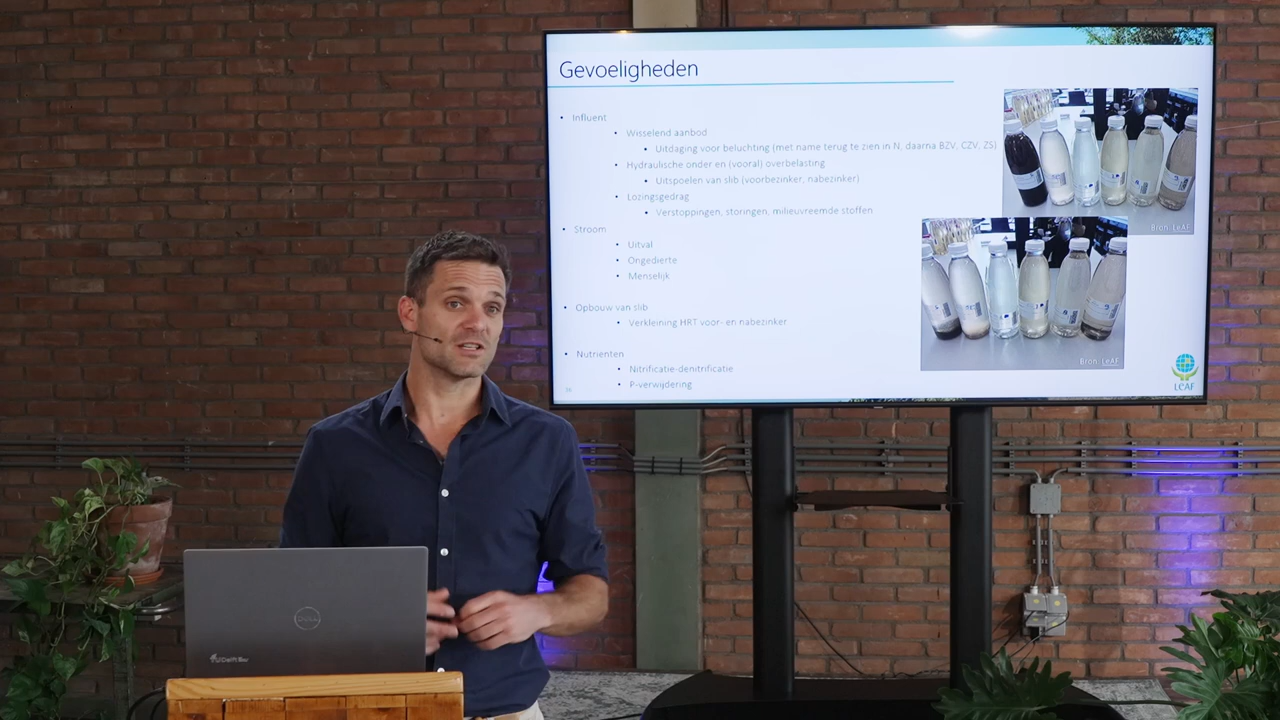 Gevoeligheden
• Influent
• Wisselend aanbod
• Uitdaging voor beluchting (met name terug te zien in N, daarna BZV, CZV, ZS)
• Hydraulische onder en (vooral) overbelasting
• Uitspoelen van slib (voorbezinker, nabezinker)
• Lozingsgedrag
• Verstoppingen, storingen, milieuvreemde stoffen
• Stroom
• Uitval
• Ongedierte
• Menselijk
• Opbouw van slib
• Verkleining HRT voor- en nabezinker
• Nutriënten
• Nitrificatie-denitrificatie
• P-verwijdering
Bron: LeAF
Bron: LeAF
LeAF
DELL